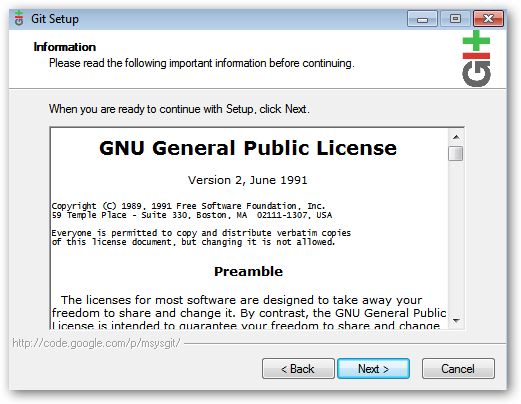 Git Setup
Information
Please read the following important information before continuing.
When you are ready to continue with Setup, click Next.
GNU General Public License
Version 2, June 1991
Copyright (C) 1989, 1991 Free Software Foundation, Inc.
59 Temple Place - Suite 330, Boston, MA  02111-1307, USA
Everyone is permitted to copy and distribute verbatim copies
of this license document, but changing it is not allowed.
Preamble
The licenses for most software are designed to take away your
freedom to share and change it. By contrast, the GNU General Public
License is intended to guarantee your freedom to share and change
http://code.google.com/p/msysgit/
< Back
Next >
Cancel